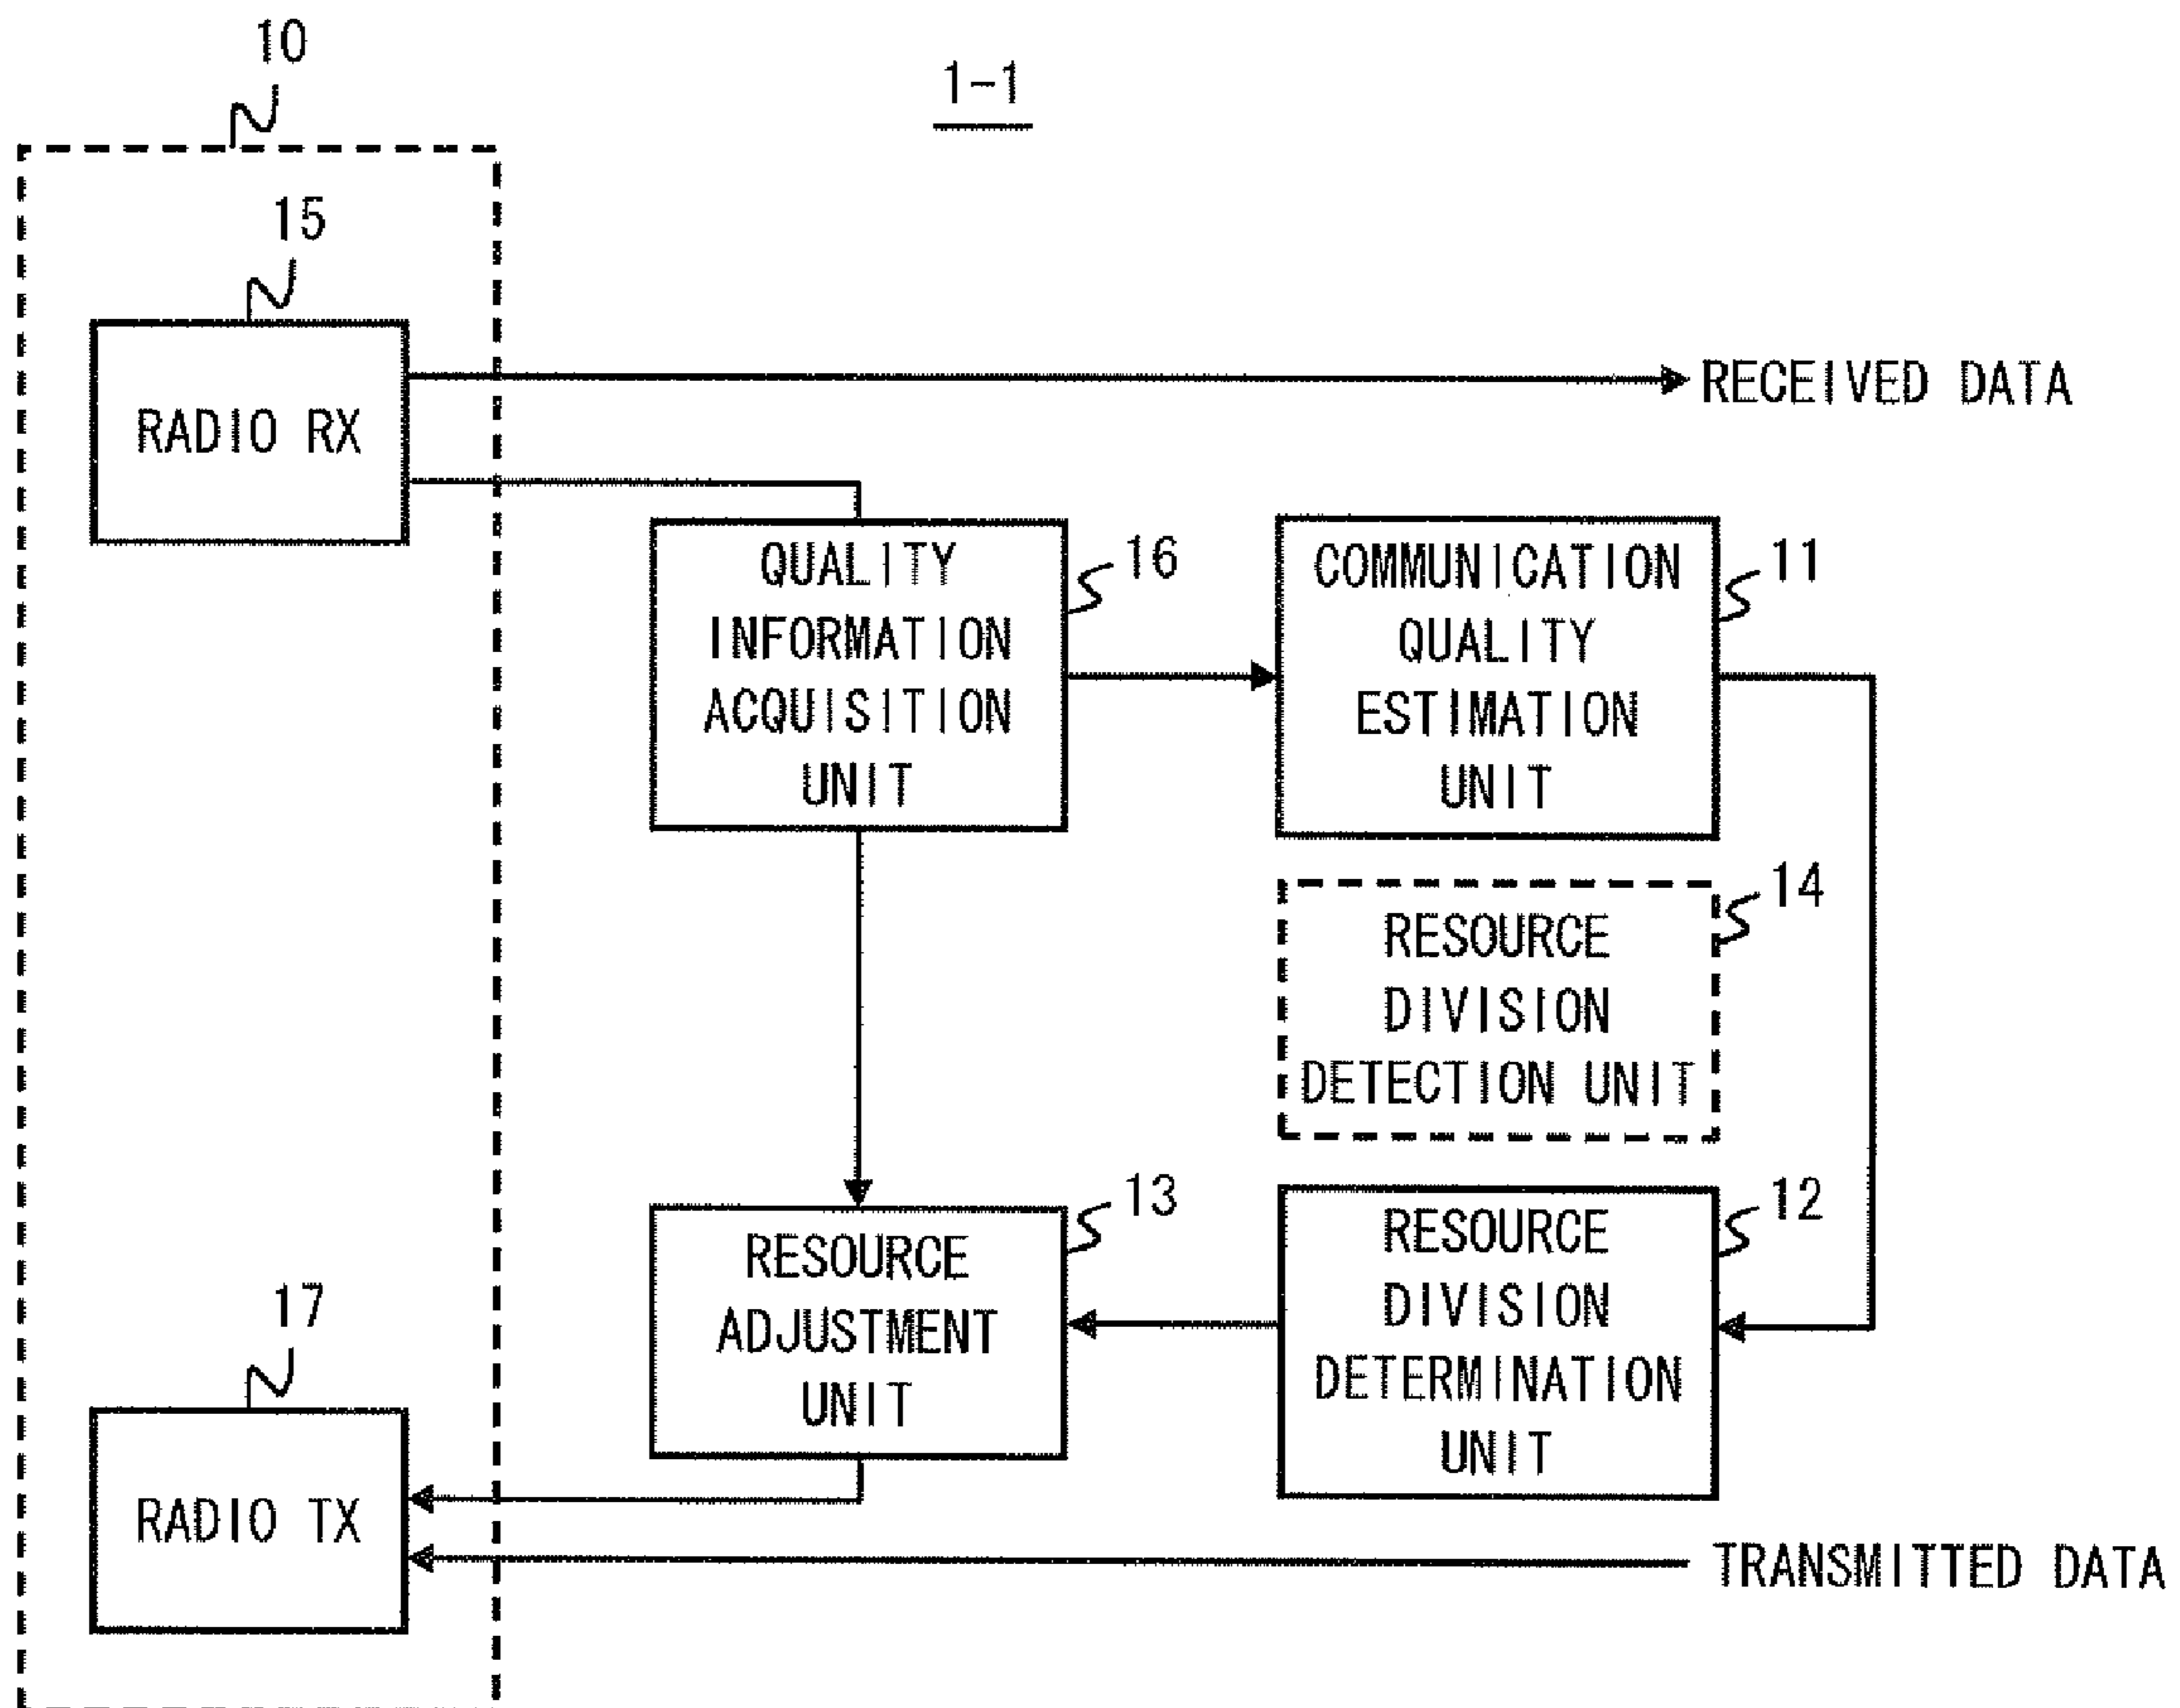 10
1-1
15
RADIO RX
RECEIVED DATA
QUALITY
INFORMATION
ACQUISITION
UNIT
16
COMMUNICATION
QUALITY
ESTIMATION
UNIT
11
RESOURCE
DIVISION
DETECTION UNIT
14
RESOURCE
ADJUSTMENT
UNIT
13
RESOURCE
DIVISION
DETERMINATION
UNIT
12
17
RADIO TX
TRANSMITTED DATA